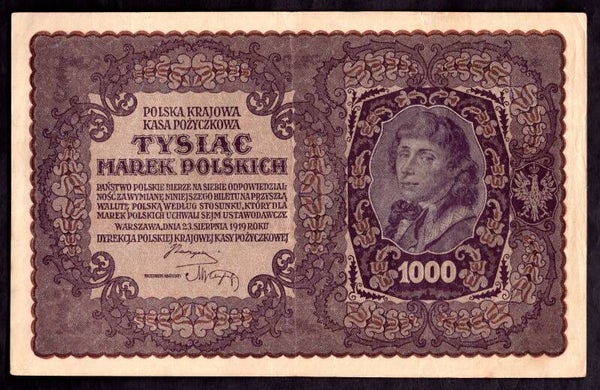 POLSKA KRAJOWA
KASA POŻYCZKOWA
TYSIĄC
MAREK POLSKICH
PAŃSTWO POLSKIE BIERZE NA SIEBIE ODPOWIEDZIAL
NOŚĆ ZA WYMIANĘ NINIEJSZEGO BILETU NA PRZYSZŁĄ
WALUTĘ POLSKĄ WEDŁUG STOSUNKU, KTÓRY DLA
MAREK POLSKICH UCHWALI SEJM USTAWODAWCZY.
WARSZAWA, DNIA 23. SIERPNIA 1919 ROKU
DYREKCJA POLSKIEJ KRAJOWEJ KASY POŻYCZKOWEJ
1000